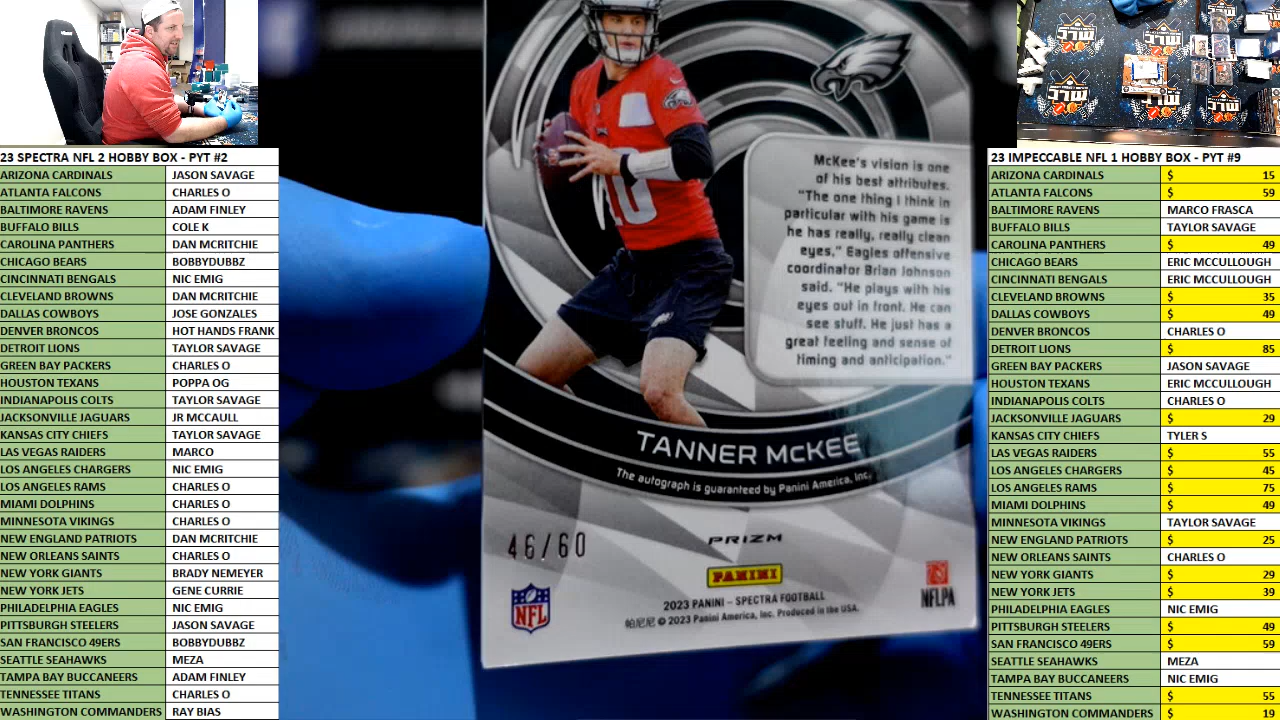 23 SPECTRA NFL 2 HOBBY BOX - PYT #2
ARIZONA CARDINALS JASON SAVAGE
ATLANTA FALCONS CHARLES O
BALTIMORE RAVENS ADAM FINLEY
BUFFALO BILLS COLE K
CAROLINA PANTHERS DAN MCRITCHIE
CHICAGO BEARS BOBBYDUBBZ
CINCINNATI BENGALS NIC EMIG
CLEVELAND BROWNS DAN MCRITCHIE
DALLAS COWBOYS JOSE GONZALES
DENVER BRONCOS HOT HANDS FRANK
DETROIT LIONS TAYLOR SAVAGE
GREEN BAY PACKERS CHARLES O
HOUSTON TEXANS POPPA OG
INDIANAPOLIS COLTS TAYLOR SAVAGE
JACKSONVILLE JAGUARS JR MCCAULL
KANSAS CITY CHIEFS TAYLOR SAVAGE
LAS VEGAS RAIDERS MARCO
LOS ANGELES CHARGERS NIC EMIG
LOS ANGELES RAMS CHARLES O
MIAMI DOLPHINS CHARLES O
MINNESOTA VIKINGS CHARLES O
NEW ENGLAND PATRIOTS DAN MCRITCHIE
NEW ORLEANS SAINTS CHARLES O
NEW YORK GIANTS BRADY NEMEYER
NEW YORK JETS GENE CURRIE
PHILADELPHIA EAGLES NIC EMIG
PITTSBURGH STEELERS JASON SAVAGE
SAN FRANCISCO 49ERS BOBBYDUBBZ
SEATTLE SEAHAWKS MEZA
TAMPA BAY BUCCANEERS ADAM FINLEY
TENNESSEE TITANS CHARLES O
WASHINGTON COMMANDERS RAY BIAS
10
McKee's vision is one
of his best attributes.
"The one thing I think in
particular with his game is
he has really, really clean
eyes," Eagles offensive
coordinator Brian Johnson
said. "He plays with his
eyes out in front. He can
see stuff. He just has a
great feeling and sense of
timing and anticipation."
TANNER McKEE
The autograph is guaranteed by Panini America, Inc.
46/60
PRIZM
PANINI
NFL
NFLPA
2023 PANINI - SPECTRA FOOTBALL
帕尼尼 © 2023 Panini America, Inc. Produced in the USA.
23 IMPECCABLE NFL 1 HOBBY BOX - PYT #9
ARIZONA CARDINALS $ 15
ATLANTA FALCONS $ 59
BALTIMORE RAVENS MARCO FRASCA
BUFFALO BILLS TAYLOR SAVAGE
CAROLINA PANTHERS $ 49
CHICAGO BEARS ERIC MCCULLOUGH
CINCINNATI BENGALS ERIC MCCULLOUGH
CLEVELAND BROWNS $ 35
DALLAS COWBOYS $ 49
DENVER BRONCOS CHARLES O
DETROIT LIONS $ 85
GREEN BAY PACKERS JASON SAVAGE
HOUSTON TEXANS ERIC MCCULLOUGH
INDIANAPOLIS COLTS CHARLES O
JACKSONVILLE JAGUARS $ 29
KANSAS CITY CHIEFS TYLER S
LAS VEGAS RAIDERS $ 55
LOS ANGELES CHARGERS $ 45
LOS ANGELES RAMS $ 75
MIAMI DOLPHINS $ 49
MINNESOTA VIKINGS TAYLOR SAVAGE
NEW ENGLAND PATRIOTS $ 25
NEW ORLEANS SAINTS CHARLES O
NEW YORK GIANTS $ 29
NEW YORK JETS $ 39
PHILADELPHIA EAGLES NIC EMIG
PITTSBURGH STEELERS $ 49
SAN FRANCISCO 49ERS $ 59
SEATTLE SEAHAWKS MEZA
TAMPA BAY BUCCANEERS NIC EMIG
TENNESSEE TITANS $ 55
WASHINGTON COMMANDERS $ 19